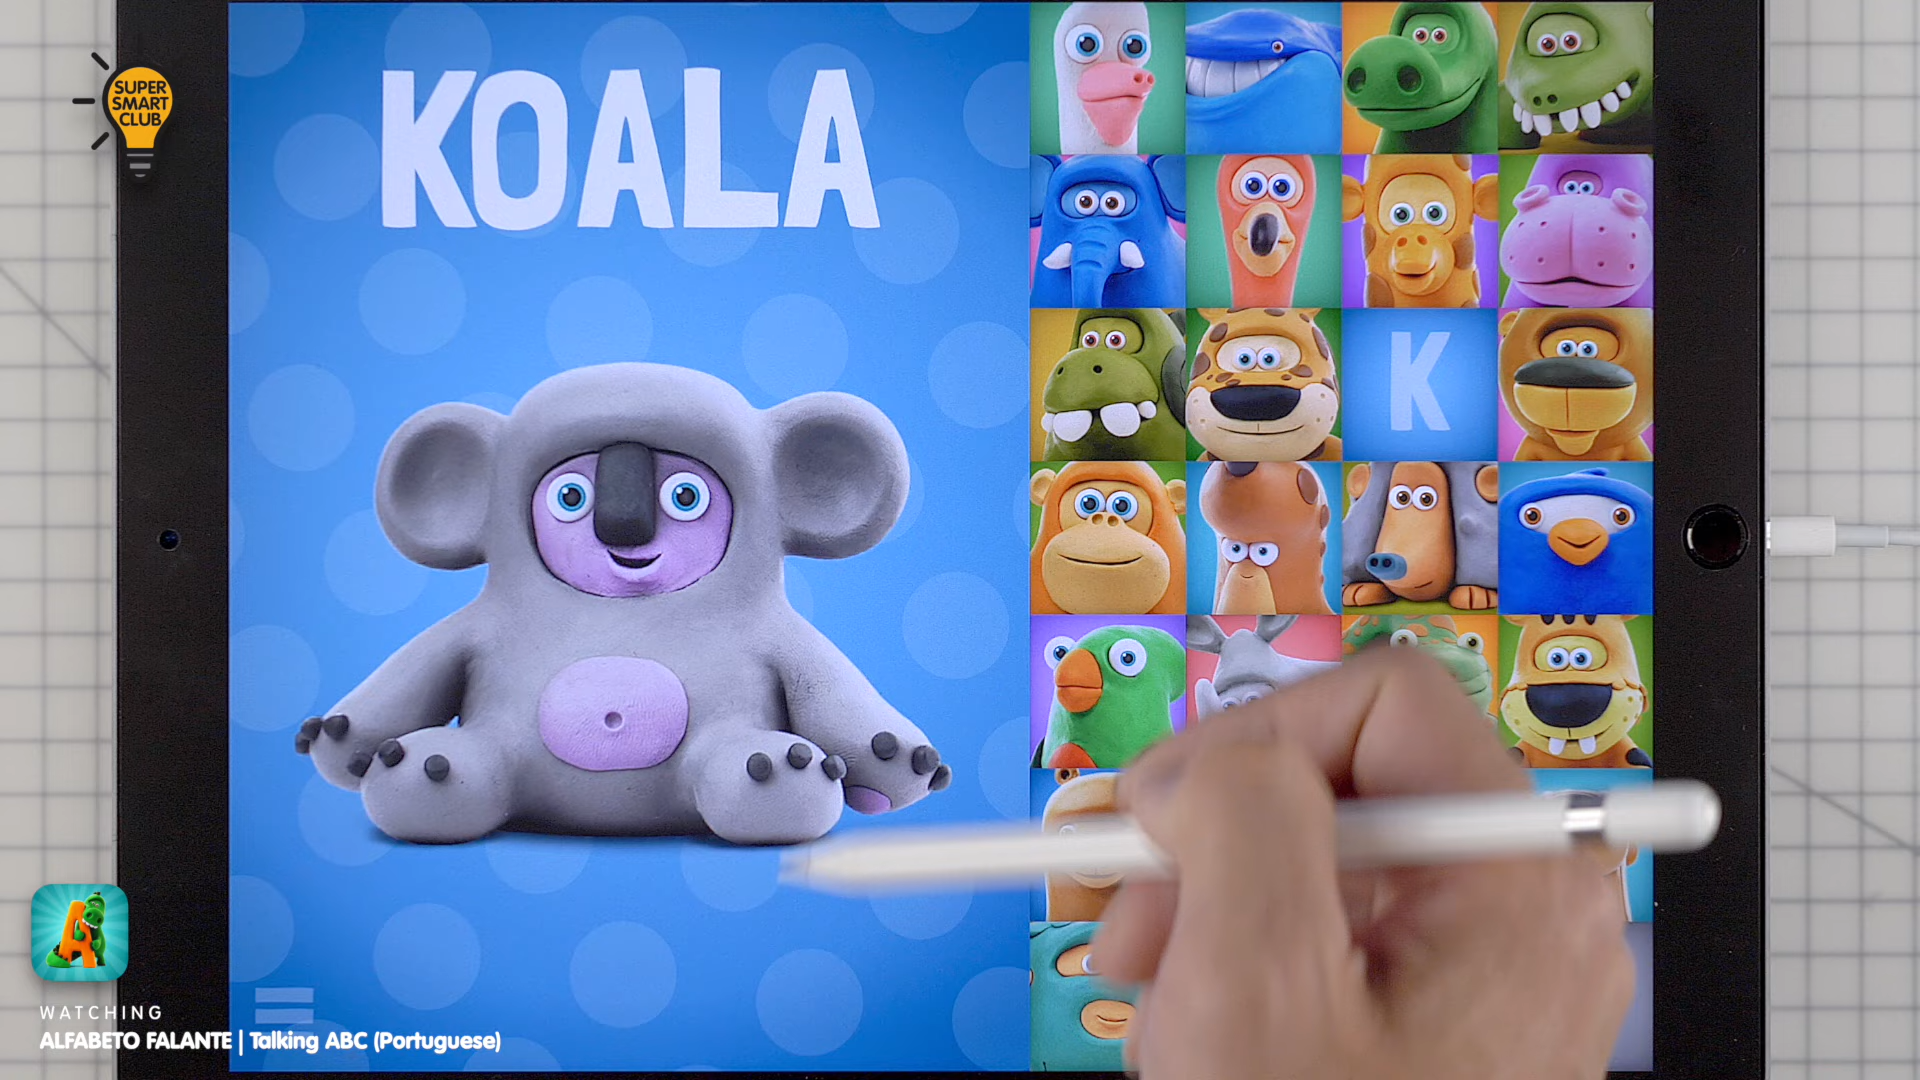 SUPER
SMART
CLUB
KOALA
K
A
WATCHING
ALFABETO FALANTE | Talking ABC (Portuguese)